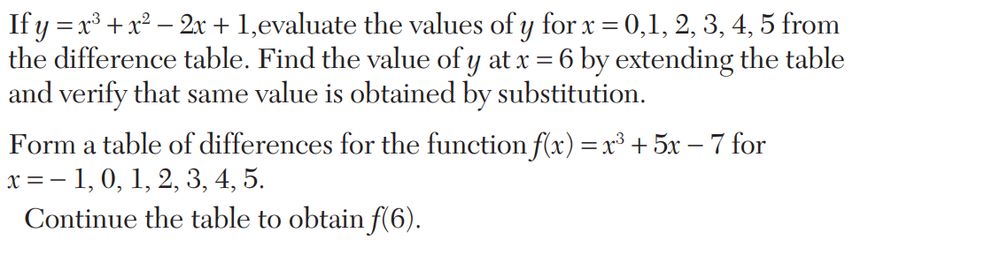 If y = x³ + x² – 2x + 1,evaluate the values of y for x = 0,1, 2, 3, 4, 5 from
the difference table. Find the value of y at x = 6 by extending the table
and verify that same value is obtained by substitution.
Form a table of differences for the function f(x) = x³ + 5x – 7 for
x = – 1, 0, 1, 2, 3, 4, 5.
Continue the table to obtain f(6).